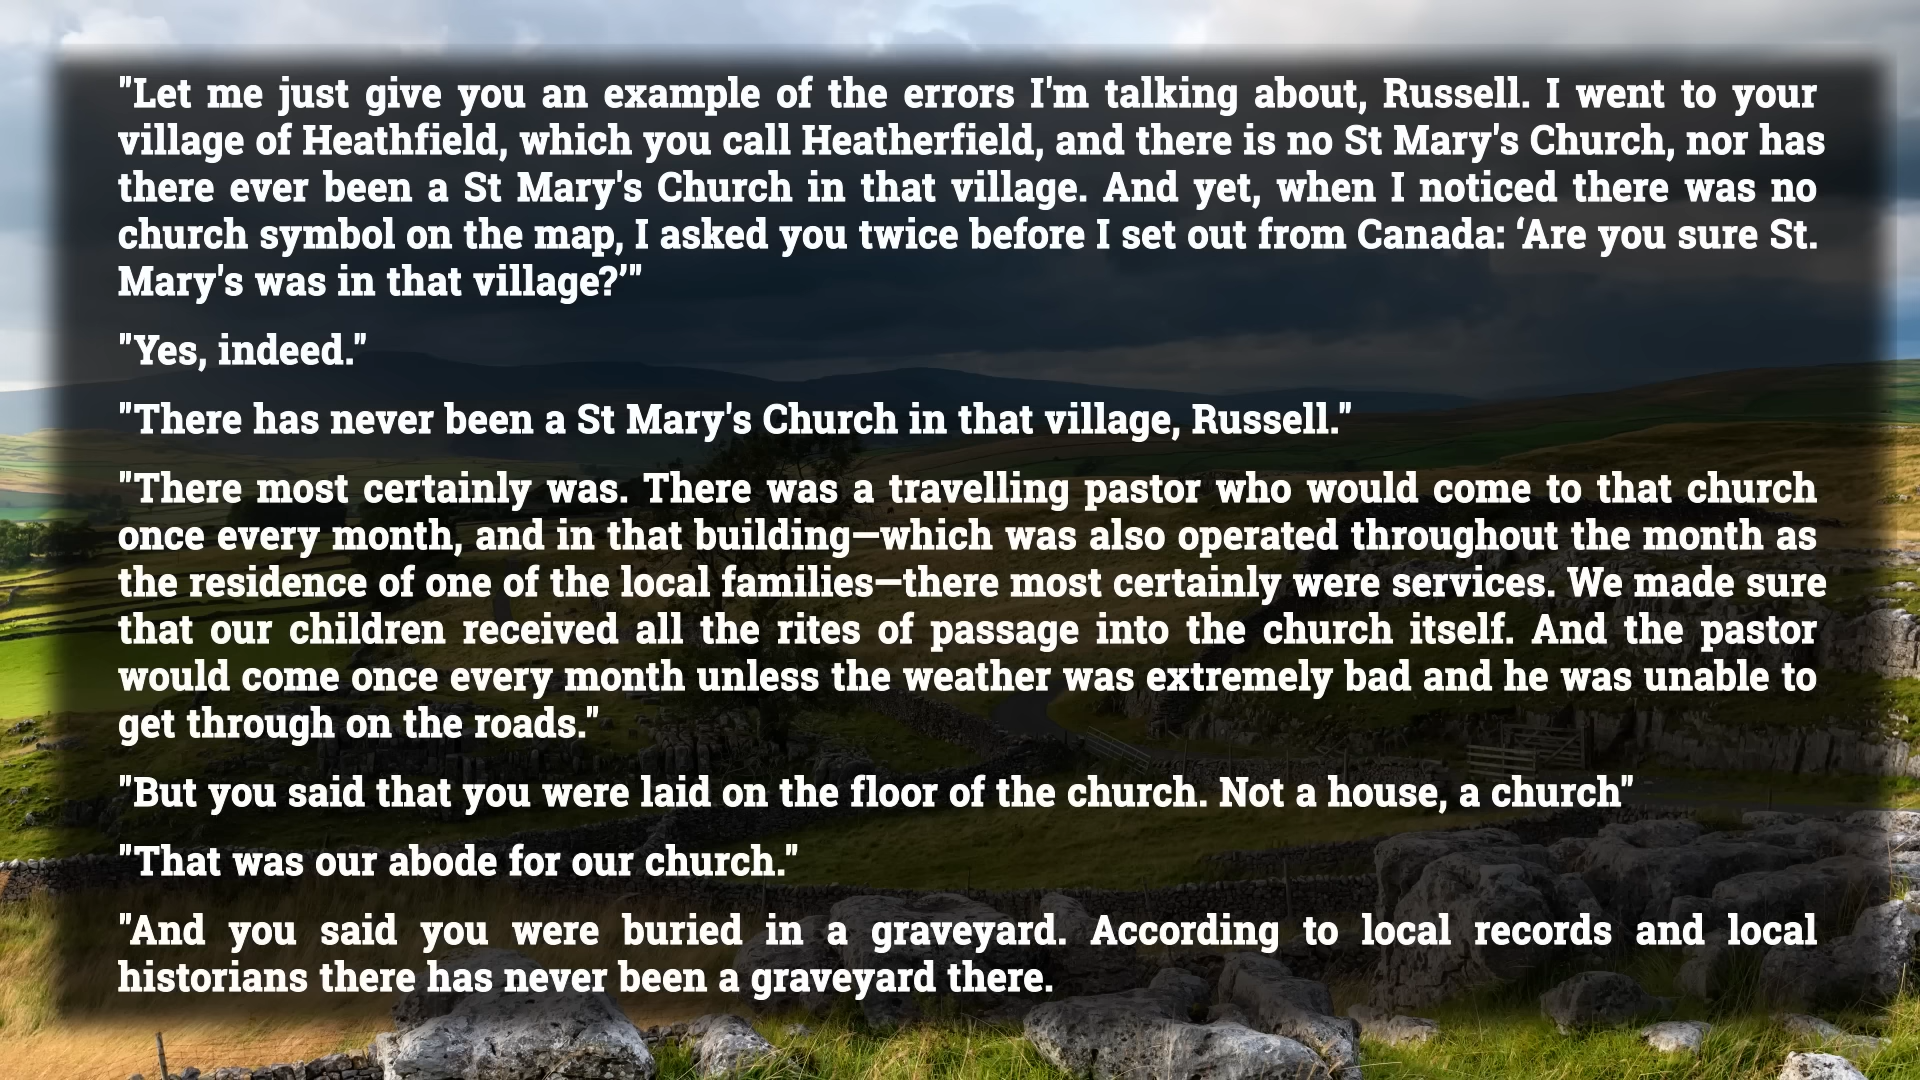 "Let me just give you an example of the errors I'm talking about, Russell. I went to your
village of Heathfield, which you call Heatherfield, and there is no St Mary's Church, nor has
there ever been a St Mary's Church in that village. And yet, when I noticed there was no
church symbol on the map, I asked you twice before I set out from Canada: ‘Are you sure St.
Mary's was in that village?’"
"Yes, indeed."
"There has never been a St Mary's Church in that village, Russell."
"There most certainly was. There was a travelling pastor who would come to that church
once every month, and in that building—which was also operated throughout the month as
the residence of one of the local families—there most certainly were services. We made sure
that our children received all the rites of passage into the church itself. And the pastor
would come once every month unless the weather was extremely bad and he was unable to
get through on the roads."
"But you said that you were laid on the floor of the church. Not a house, a church"
"That was our abode for our church."
"And you said you were buried in a graveyard. According to local records and local
historians there has never been a graveyard there.